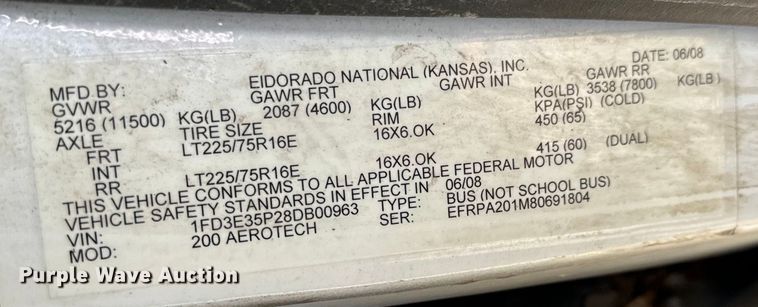 MFD.BY: EIDORADO NATIONAL (KANSAS), INC. DATE: 06/08
GVWR GAWR FRT GAWR INT GAWR RR
5216 (11500) KG(LB) 2087 (4600) KG(LB) KG(LB) 3538 (7800) KG(LB)
AXLE TIRE SIZE RIM KPA(PSI) (COLD)
FRT LT225/75R16E 16X6.OK 450 (65)
INT
RR LT225/75R16E 16X6.OK 415 (60) (DUAL)
THIS VEHICLE CONFORMS TO ALL APPLICABLE FEDERAL MOTOR
VEHICLE SAFETY STANDARDS IN EFFECT IN 06/08
VIN: 1FD3E35P28DB00963 TYPE: BUS (NOT SCHOOL BUS)
MOD: 200 AEROTECH SER: EFRPA201M80691804
Purple Wave Auction